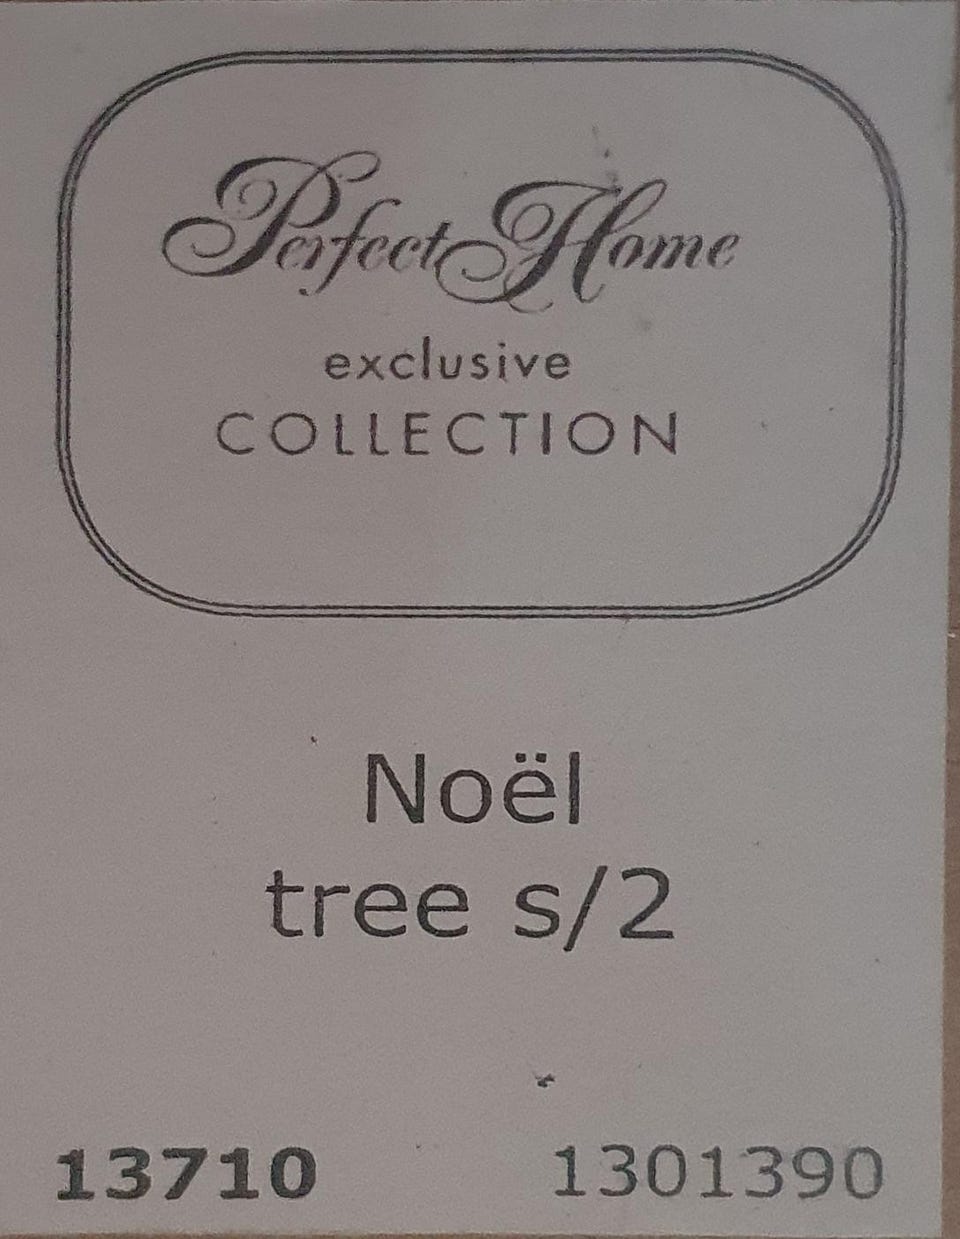 Perfect Home
exclusive
COLLECTION
Noël
tree s/2
13710 1301390